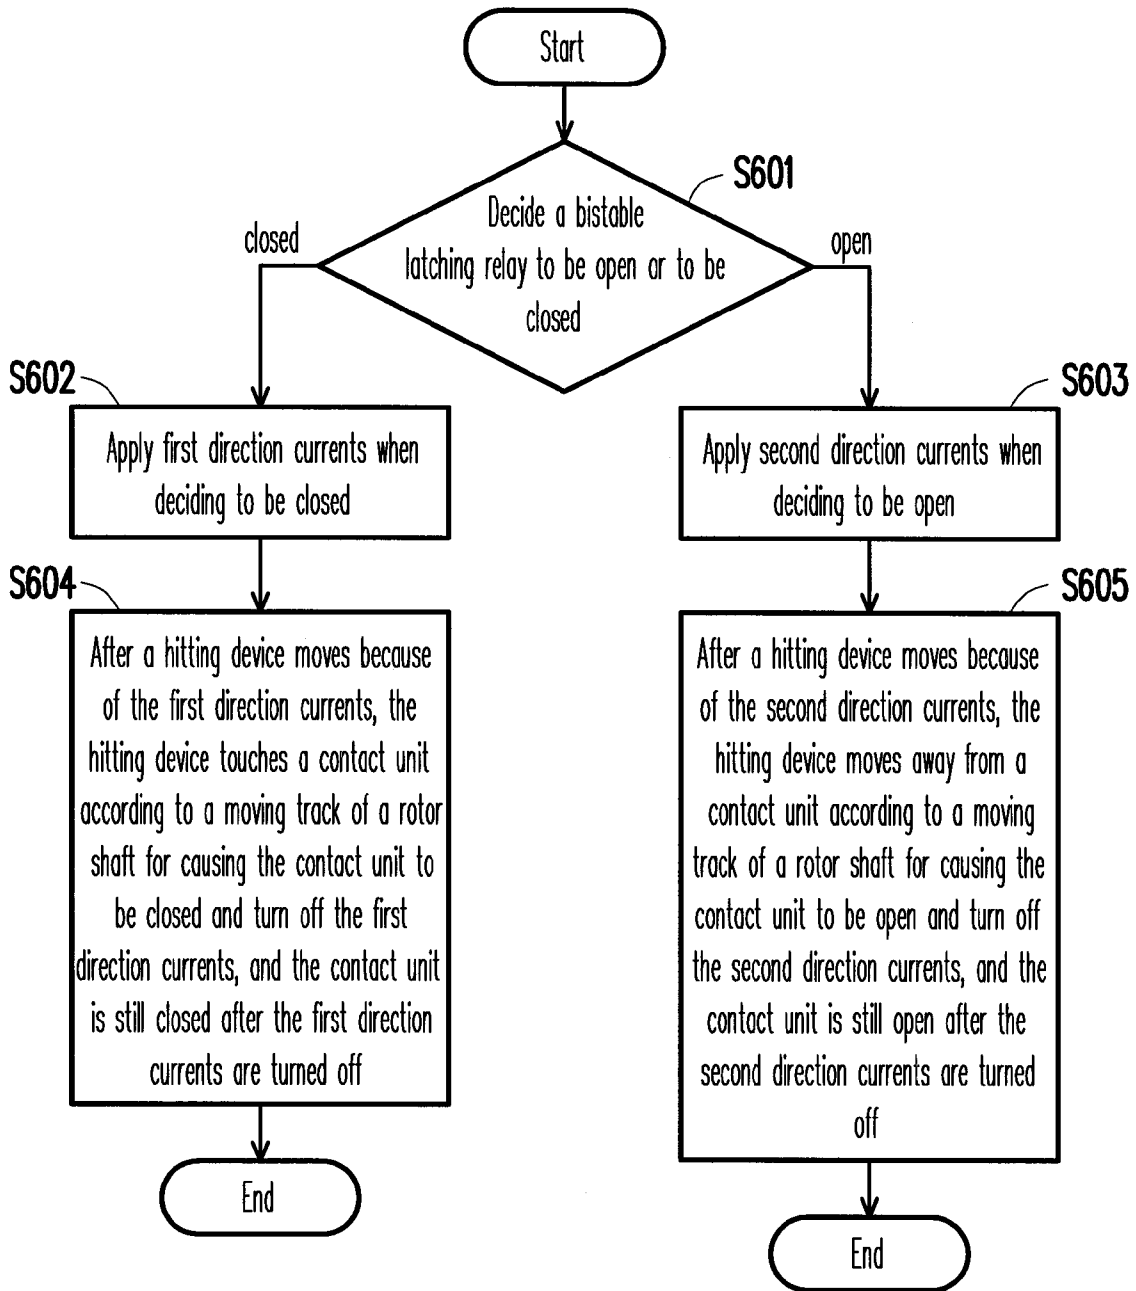 Start
S601
Decide a bistable
latching relay to be open or to be
closed
closed
open
S602
Apply first direction currents when
deciding to be closed
S603
Apply second direction currents when
deciding to be open
S604
After a hitting device moves because
of the first direction currents, the
hitting device touches a contact unit
according to a moving track of a rotor
shaft for causing the contact unit to
be closed and turn off the first
direction currents, and the contact unit
is still closed after the first direction
currents are turned off
S605
After a hitting device moves because
of the second direction currents, the
hitting device moves away from a
contact unit according to a moving
track of a rotor shaft for causing the
contact unit to be open and turn off
the second direction currents, and the
contact unit is still open after the
second direction currents are turned
off
End
End